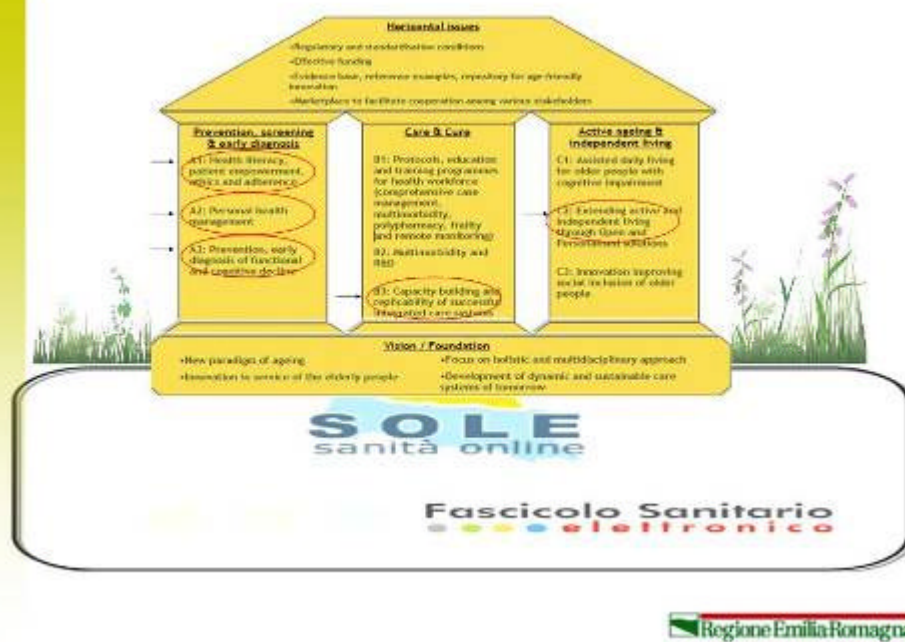 Horizontal issues
•Regulatory and standardisation conditions
•Effective funding
•Evidence base, reference examples, repository for age-friendly
innovation
•Marketplace to facilitate cooperation among various stakeholders
Prevention, screening
& early diagnosis
A1: Health literacy,
patient empowerment,
ethics and adherence
A2: Personal health
management
A3: Prevention, early
diagnosis of functional
and cognitive decline
Care & Cure
B1: Protocols, education
and training programmes
for health workforce
(comprehensive case
management,
multimorbidity,
polypharmacy, frailty
and remote monitoring)
B2: Multimorbidity and
R&D
B3: Capacity building and
replicability of successful
integrated care systems
Active ageing &
independent living
C1: Assisted daily living
for older people with
cognitive impairment
C2: Extending active and
independent living
through Open and
Personalised solutions
C3: Innovation improving
social inclusion of older
people
Vision / Foundation
•New paradigm of ageing
•Innovation in service of the elderly people
•Focus on holistic and multidisciplinary approach
•Development of dynamic and sustainable care
systems of tomorrow
SOLE
sanità online
Fascicolo Sanitario
elettronico
Regione Emilia-Romagna